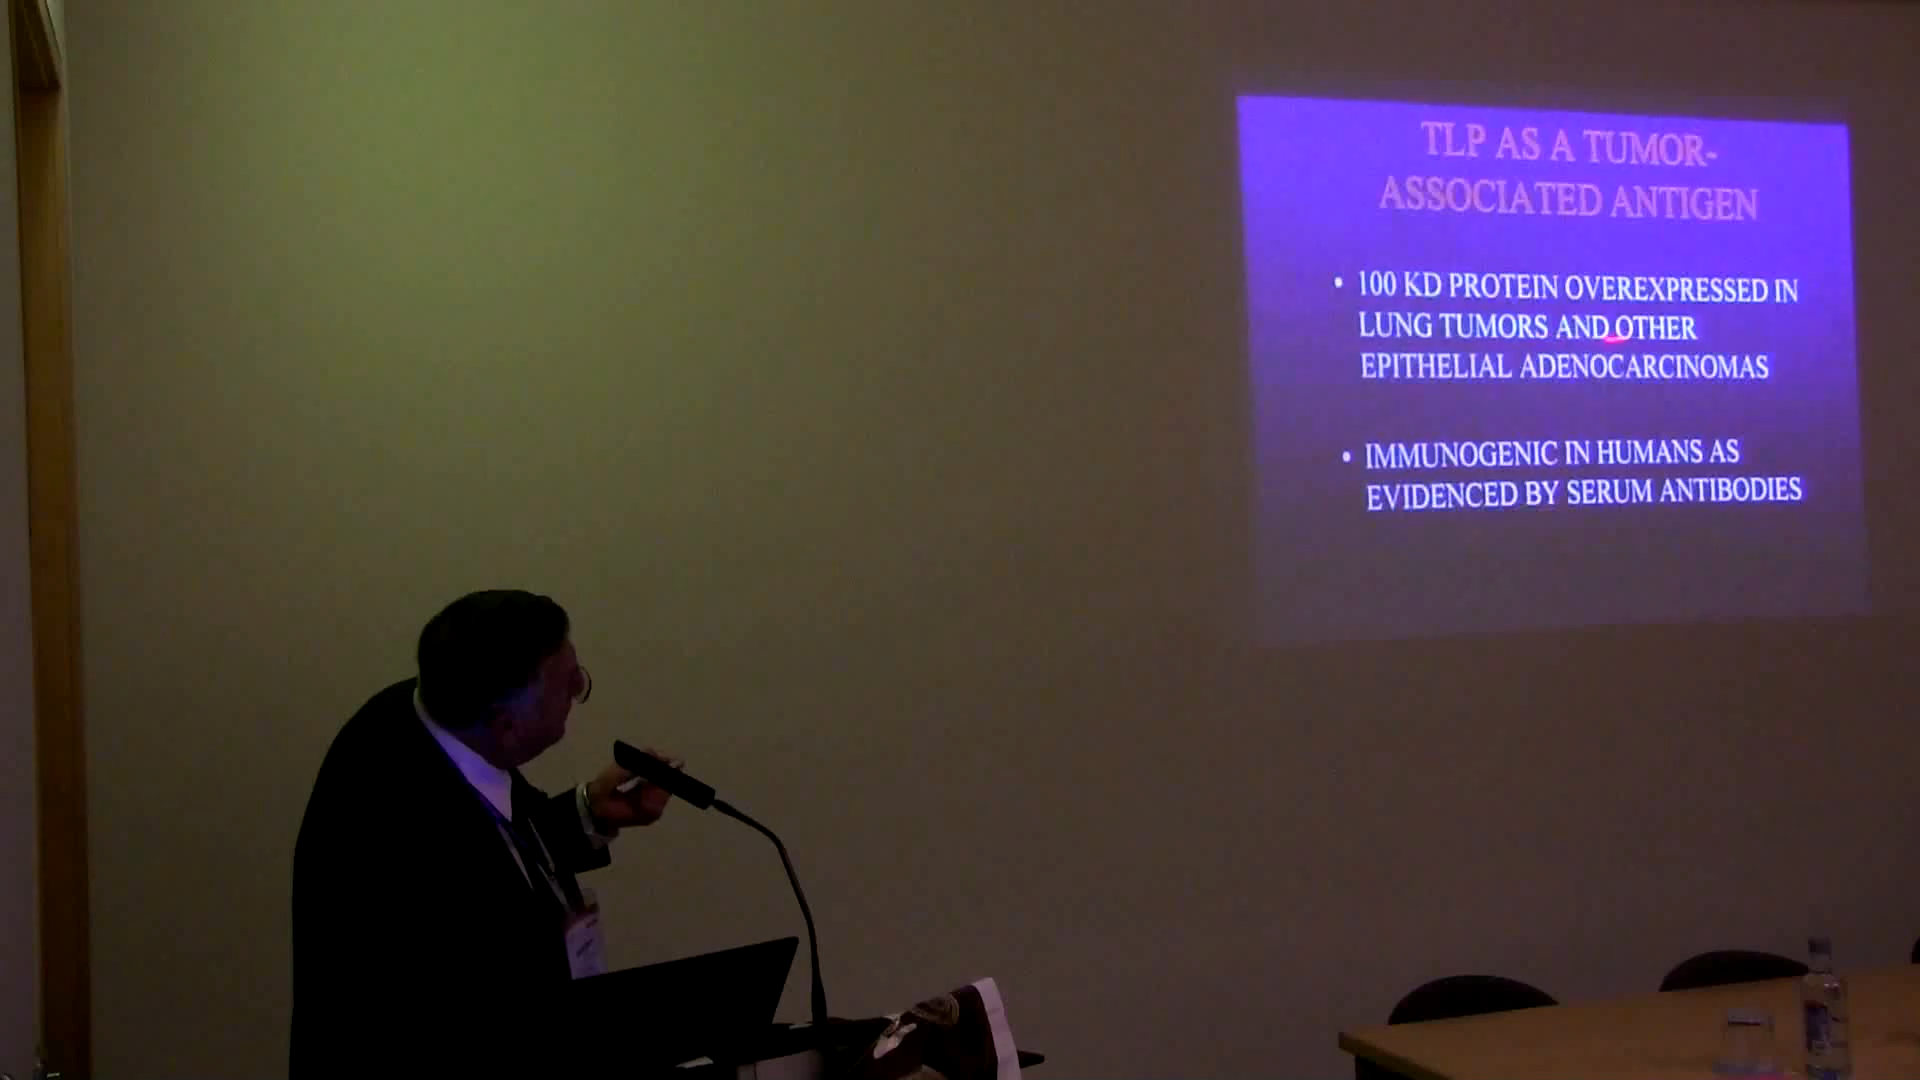 TLP AS A TUMOR-
ASSOCIATED ANTIGEN
• 100 KD PROTEIN OVEREXPRESSED IN
LUNG TUMORS AND OTHER
EPITHELIAL ADENOCARCINOMAS
• IMMUNOGENIC IN HUMANS AS
EVIDENCED BY SERUM ANTIBODIES